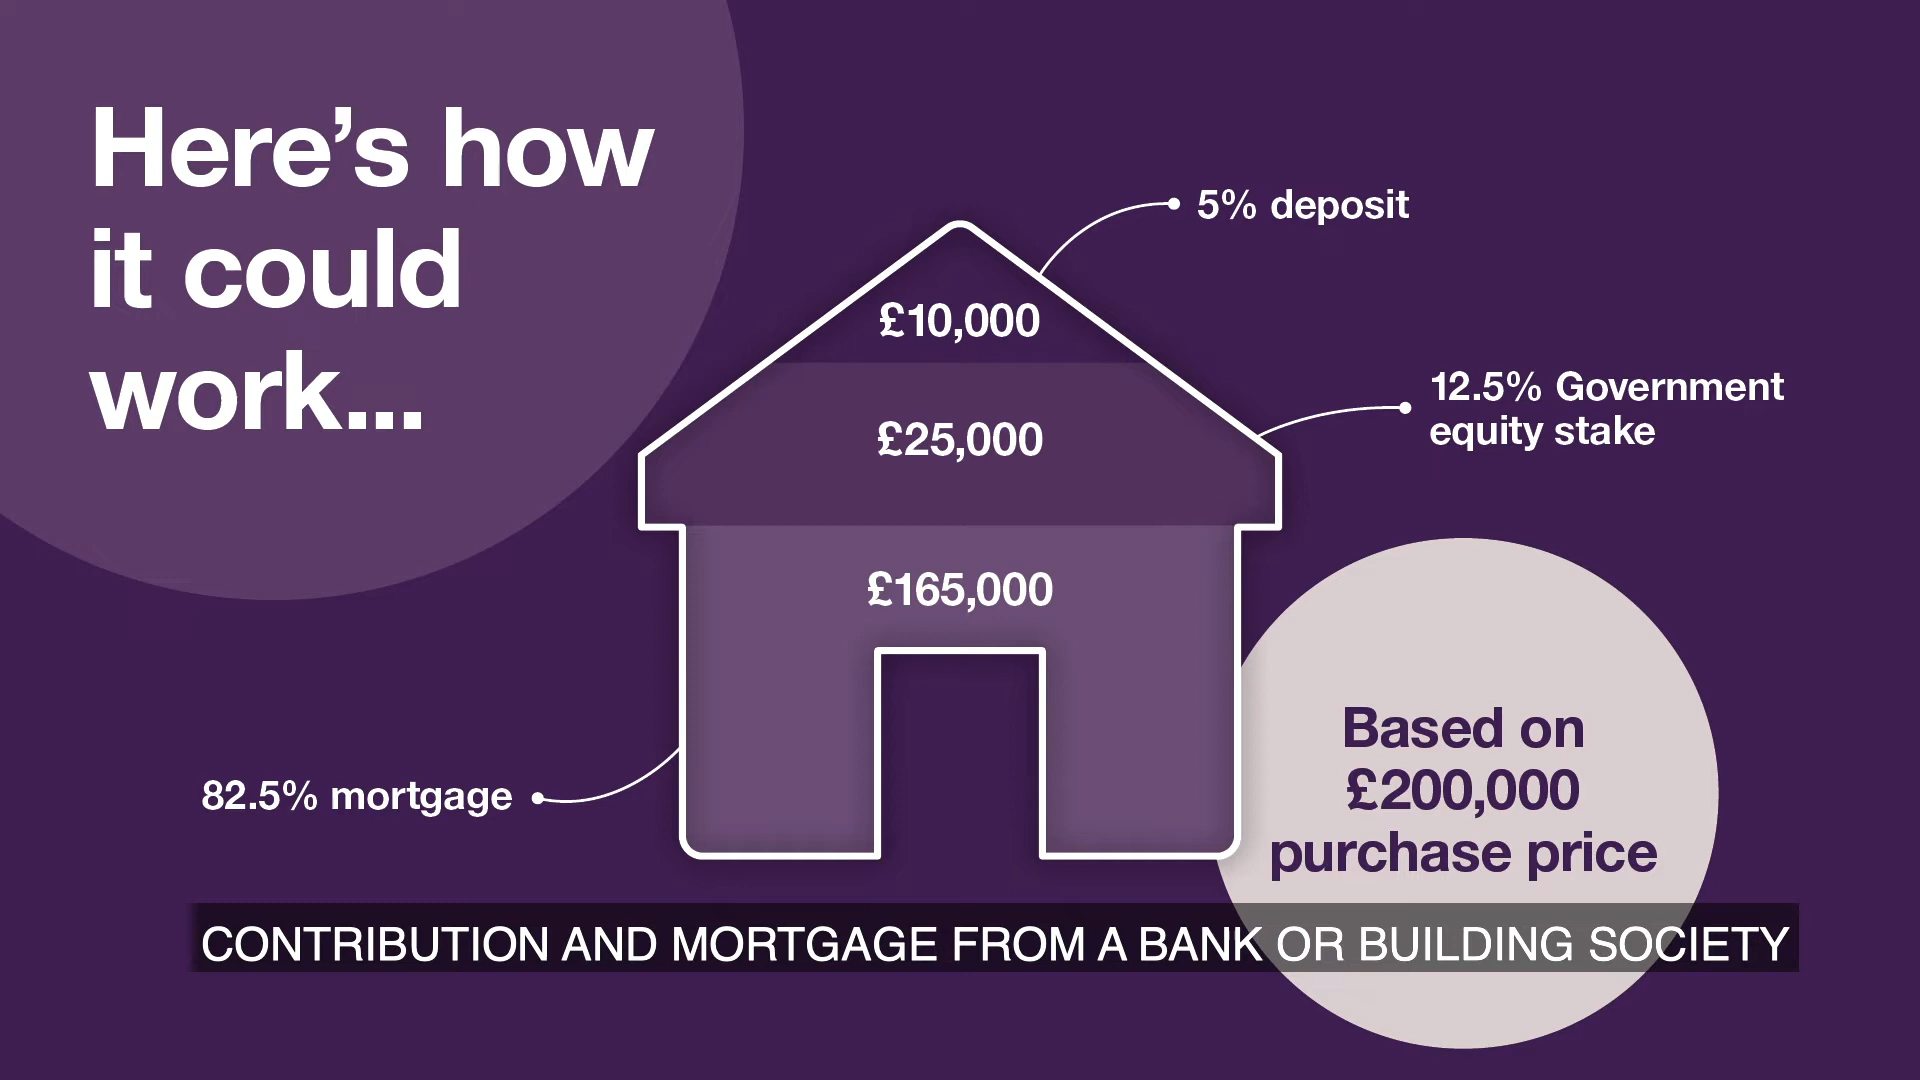 Here’s how
it could
work...
5% deposit
£10,000
12.5% Government
equity stake
£25,000
£165,000
82.5% mortgage
Based on
£200,000
purchase price
CONTRIBUTION AND MORTGAGE FROM A BANK OR BUILDING SOCIETY